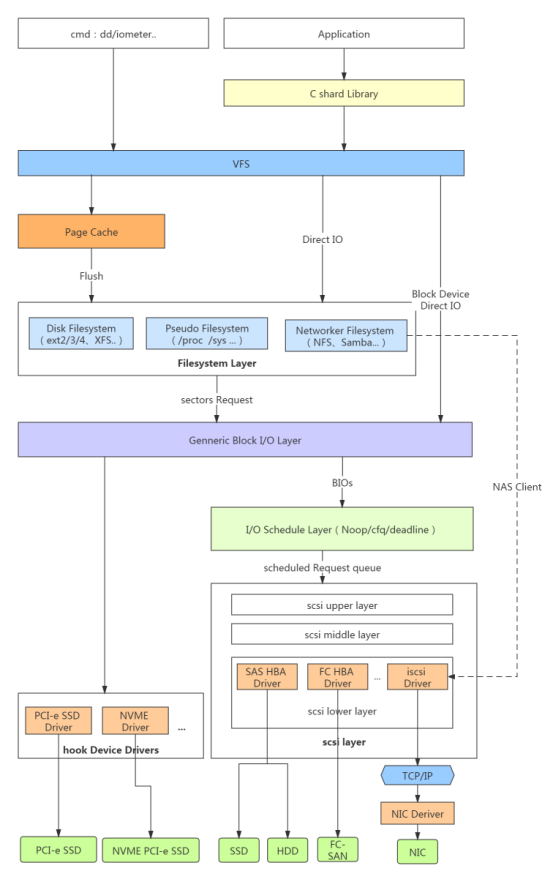 cmd：dd/iometer..
Application
C shard Library
VFS
Page Cache
Direct IO
Flush
Block Device
Direct IO
Disk Filesystem
（ext2/3/4、XFS..）
Pseudo Filesystem
（/proc /sys ...）
Networker Filesystem
（NFS、Samba...）
Filesystem Layer
sectors Request
Genneric Block I/O Layer
BIOs
NAS Client
I/O Schedule Layer（Noop/cfq/deadline）
scheduled Request queue
scsi upper layer
scsi middle layer
SAS HBA
Driver
FC HBA
Driver
...
iscsi
Driver
scsi lower layer
scsi layer
PCI-e SSD
Driver
NVME
Driver
...
hook Device Drivers
TCP/IP
NIC Deriver
PCI-e SSD
NVME PCI-e SSD
SSD
HDD
FC-
SAN
NIC